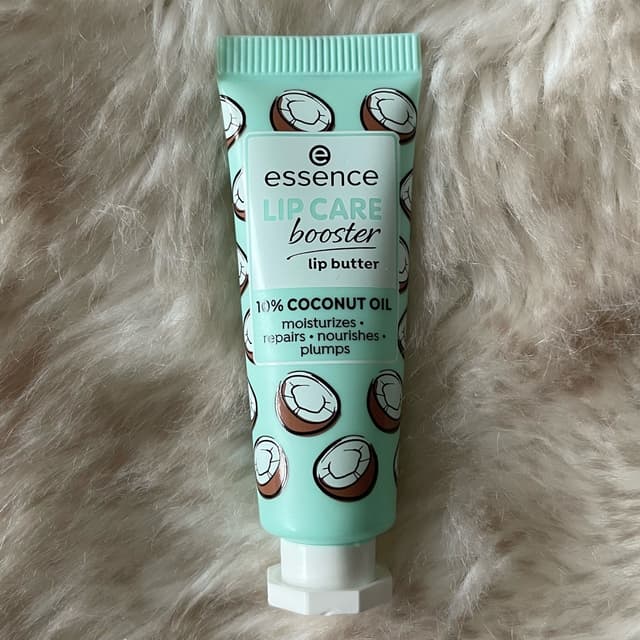 essence
LIP CARE
booster
lip butter
10% COCONUT OIL
moisturizes •
repairs • nourishes •
plumps